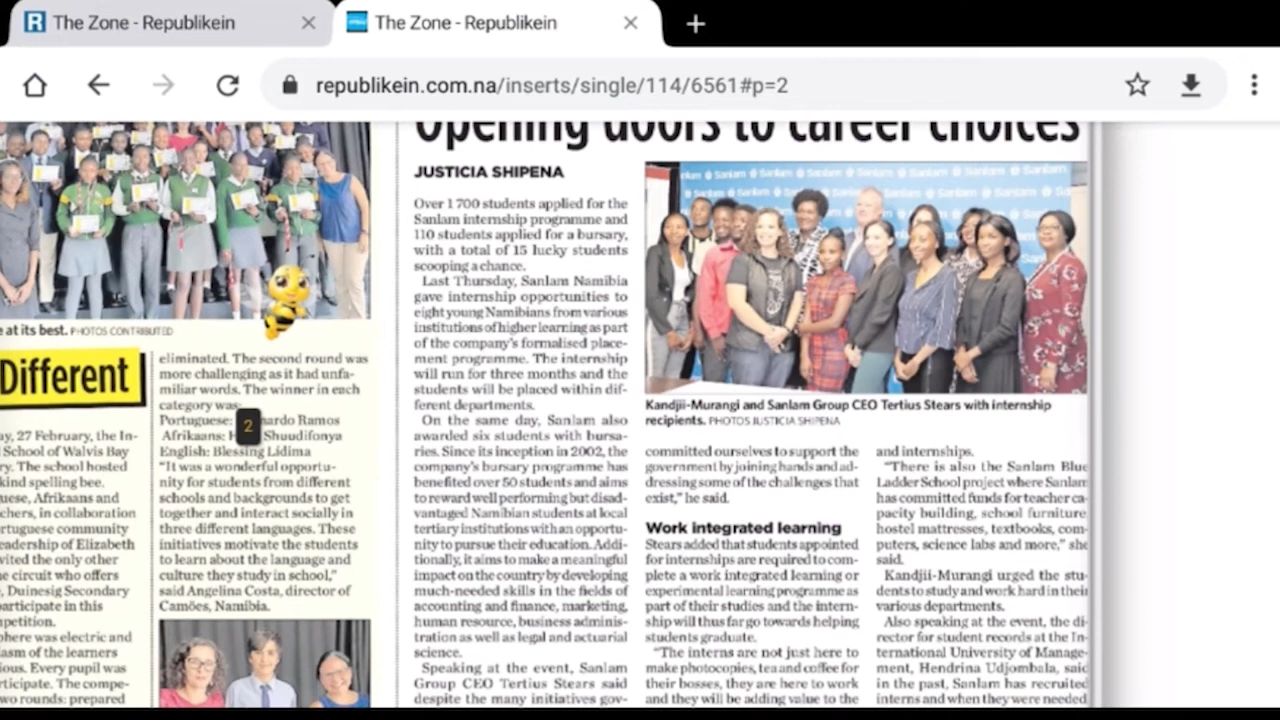 The Zone - Republikein
The Zone - Republikein
republikein.com.na/inserts/single/114/6561#p=2
Opening doors to career choices
e at its best. PHOTOS CONTRIBUTED
Different
ay, 27 February, the In-
School of Walvis Bay
ry. The school hosted
kind spelling bee.
uese, Afrikaans and
chers, in collaboration
ortuguese community
eadership of Elizabeth
vited the only other
e circuit who offers
, Duinesig Secondary
participate in this
mpetition.
phere was electric and
iasm of the learners
ious. Every pupil was
rticipate. The compe-
two rounds: prepared
eliminated. The second round was
more challenging as it had unfa-
miliar words. The winner in each
category was:
Portuguese: nardo Ramos
Afrikaans: H Shuudifonya
English: Blessing Lidima
"It was a wonderful opportu-
nity for students from different
schools and backgrounds to get
together and interact socially in
three different languages. These
initiatives motivate the students
to learn about the language and
culture they study in school,"
said Angelina Costa, director of
Camões, Namibia.
2
JUSTICIA SHIPENA
Over 1 700 students applied for the
Sanlam internship programme and
110 students applied for a bursary,
with a total of 15 lucky students
scooping a chance.
Last Thursday, Sanlam Namibia
gave internship opportunities to
eight young Namibians from various
institutions of higher learning as part
of the company's formalised place-
ment programme. The internship
will run for three months and the
students will be placed within dif-
ferent departments.
On the same day, Sanlam also
awarded six students with bursa-
ries. Since its inception in 2002, the
company's bursary programme has
benefited over 50 students and aims
to reward well performing but disad-
vantaged Namibian students at local
tertiary institutions with an opportu-
nity to pursue their education. Addi-
tionally, it aims to make a meaningful
impact on the country by developing
much-needed skills in the fields of
accounting and finance, marketing,
human resource, business adminis-
tration as well as legal and actuarial
science.
Speaking at the event, Sanlam
Group CEO Tertius Stears said
despite the many initiatives gov-
Sanlam Sanlam Sanlam Sanlam Sanlam
Kandjii-Murangi and Sanlam Group CEO Tertius Stears with internship
recipients. PHOTOS JUSTICIA SHIPENA
committed ourselves to support the
government by joining hands and ad-
dressing some of the challenges that
exist," he said.
Work integrated learning
Stears added that students appointed
for internships are required to com-
plete a work integrated learning or
experimental learning programme as
part of their studies and the intern-
ship will thus far go towards helping
students graduate.
"The interns are not just here to
make photocopies, tea and coffee for
their bosses, they are here to work
and they will be adding value to the
and internships.
"There is also the Sanlam Blue
Ladder School project where Sanlam
has committed funds for teacher ca-
pacity building, school furniture
hostel mattresses, textbooks, com-
puters, science labs and more," she
said.
Kandjii-Murangi urged the stu-
dents to study and work hard in their
various departments.
Also speaking at the event, the di-
rector for student records at the In-
ternational University of Manage-
ment, Hendrina Udjombala, said
in the past, Sanlam has recruited
interns and when they were needed